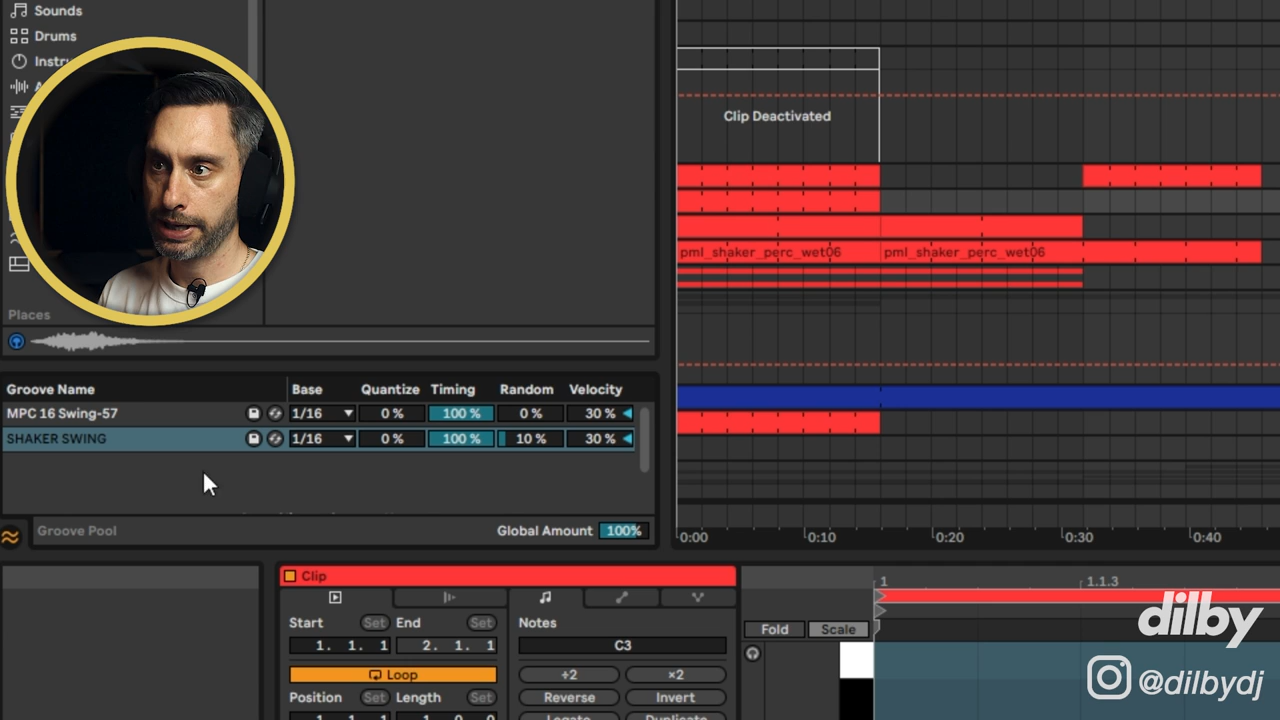 Sounds
Drums
Instr
Places
Clip Deactivated
pml_shaker_perc_wet06 pml_shaker_perc_wet06
Groove Name Base Quantize Timing Random Velocity
MPC 16 Swing-57 1/16 0 % 100 % 0 % 30 %
SHAKER SWING 1/16 0 % 100 % 10 % 30 %
Groove Pool Global Amount 100%
0:00 0:10 0:20 0:30 0:40
Clip
Start Set End Set Notes
1. 1. 1 2. 1. 1 C3
Loop ÷2 ×2
Position Set Length Set Reverse Invert
1 1.1.3
Fold Scale
dilby
@dilbydj